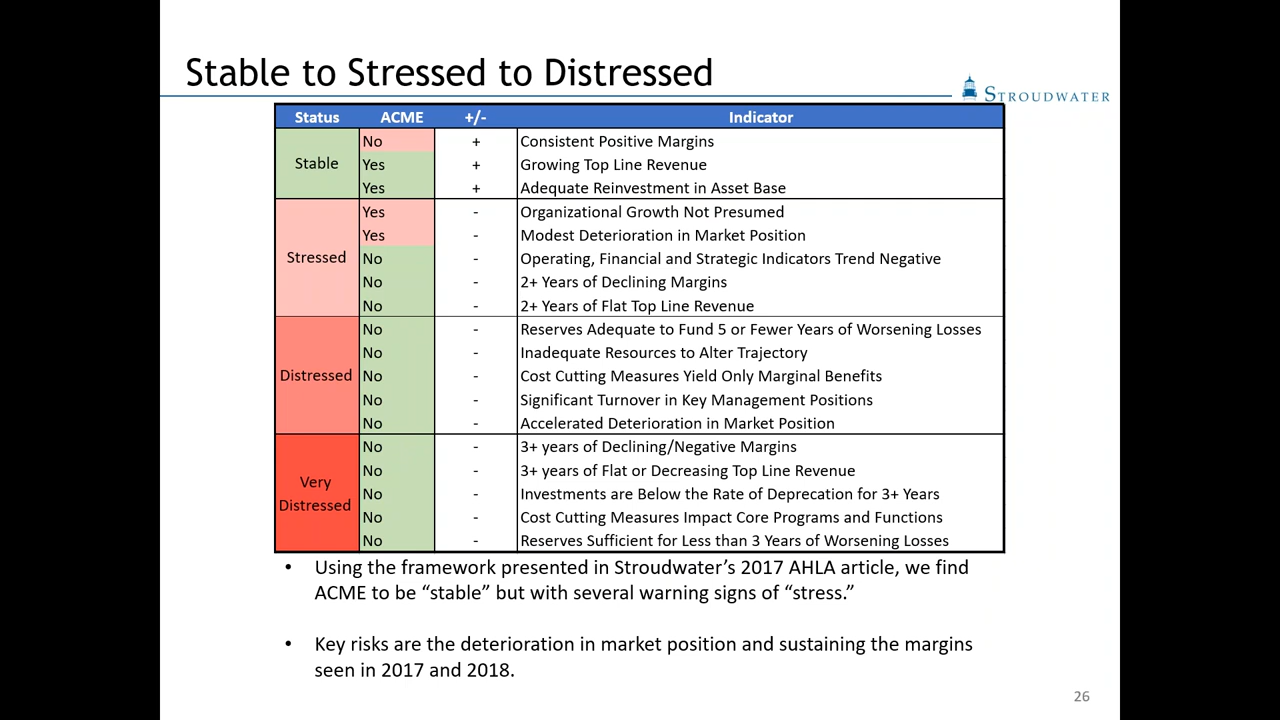 Stable to Stressed to Distressed
STROUDWATER
Status ACME +/- Indicator
Stable
No + Consistent Positive Margins
Yes + Growing Top Line Revenue
Yes + Adequate Reinvestment in Asset Base
Stressed
Yes - Organizational Growth Not Presumed
Yes - Modest Deterioration in Market Position
No - Operating, Financial and Strategic Indicators Trend Negative
No - 2+ Years of Declining Margins
No - 2+ Years of Flat Top Line Revenue
Distressed
No - Reserves Adequate to Fund 5 or Fewer Years of Worsening Losses
No - Inadequate Resources to Alter Trajectory
No - Cost Cutting Measures Yield Only Marginal Benefits
No - Significant Turnover in Key Management Positions
No - Accelerated Deterioration in Market Position
Very
Distressed
No - 3+ years of Declining/Negative Margins
No - 3+ years of Flat or Decreasing Top Line Revenue
No - Investments are Below the Rate of Deprecation for 3+ Years
No - Cost Cutting Measures Impact Core Programs and Functions
No - Reserves Sufficient for Less than 3 Years of Worsening Losses
• Using the framework presented in Stroudwater’s 2017 AHLA article, we find
ACME to be “stable” but with several warning signs of “stress.”
• Key risks are the deterioration in market position and sustaining the margins
seen in 2017 and 2018.
26